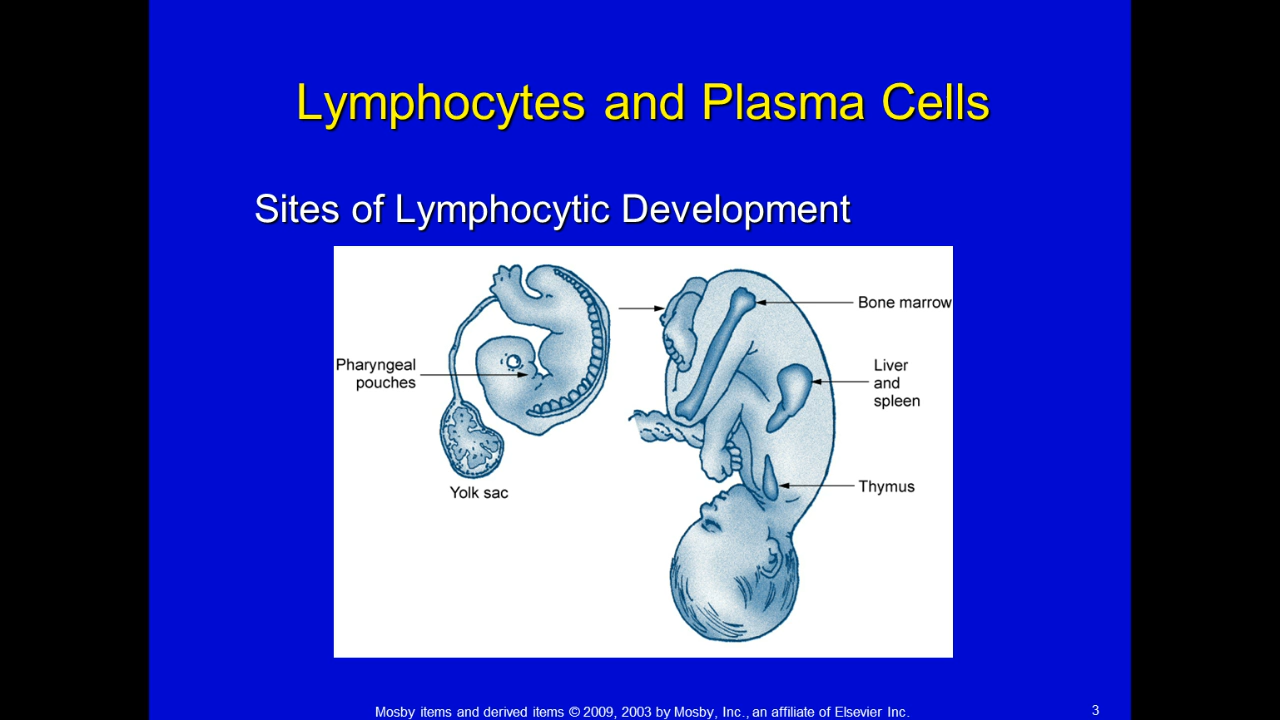 Lymphocytes and Plasma Cells
Sites of Lymphocytic Development
Bone marrow
Pharyngeal
pouches
Liver
and
spleen
Yolk sac
Thymus
Mosby items and derived items © 2009, 2003 by Mosby, Inc., an affiliate of Elsevier Inc.
3